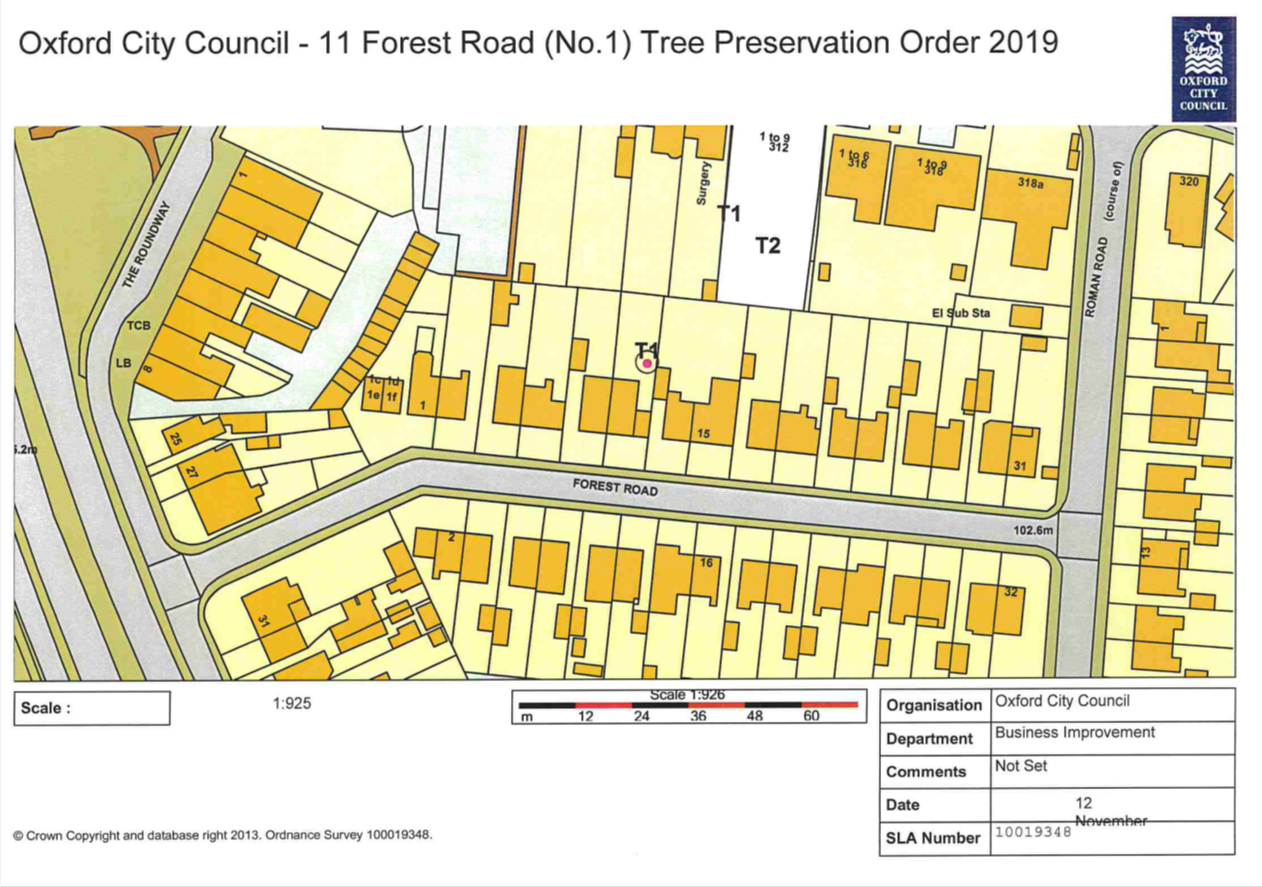 Oxford City Council - 11 Forest Road (No.1) Tree Preservation Order 2019
OXFORD
CITY
COUNCIL
1 to 9
312
1 to 6
316
1 to 9
318
318a
320
Surgery
T1
T2
(course of)
ROMAN ROAD
THE ROUNDWAY
1
TCB
LB
8
El Sub Sta
1
T1
1c 1d
1e 1f
1
15
31
25
27
5.2m
FOREST ROAD
102.6m
2
16
32
13
31
Scale :
1:925
Scale 1:926
m 12 24 36 48 60
Organisation Oxford City Council
Department Business Improvement
Comments Not Set
Date 12
November
SLA Number 10019348
© Crown Copyright and database right 2013. Ordnance Survey 100019348.